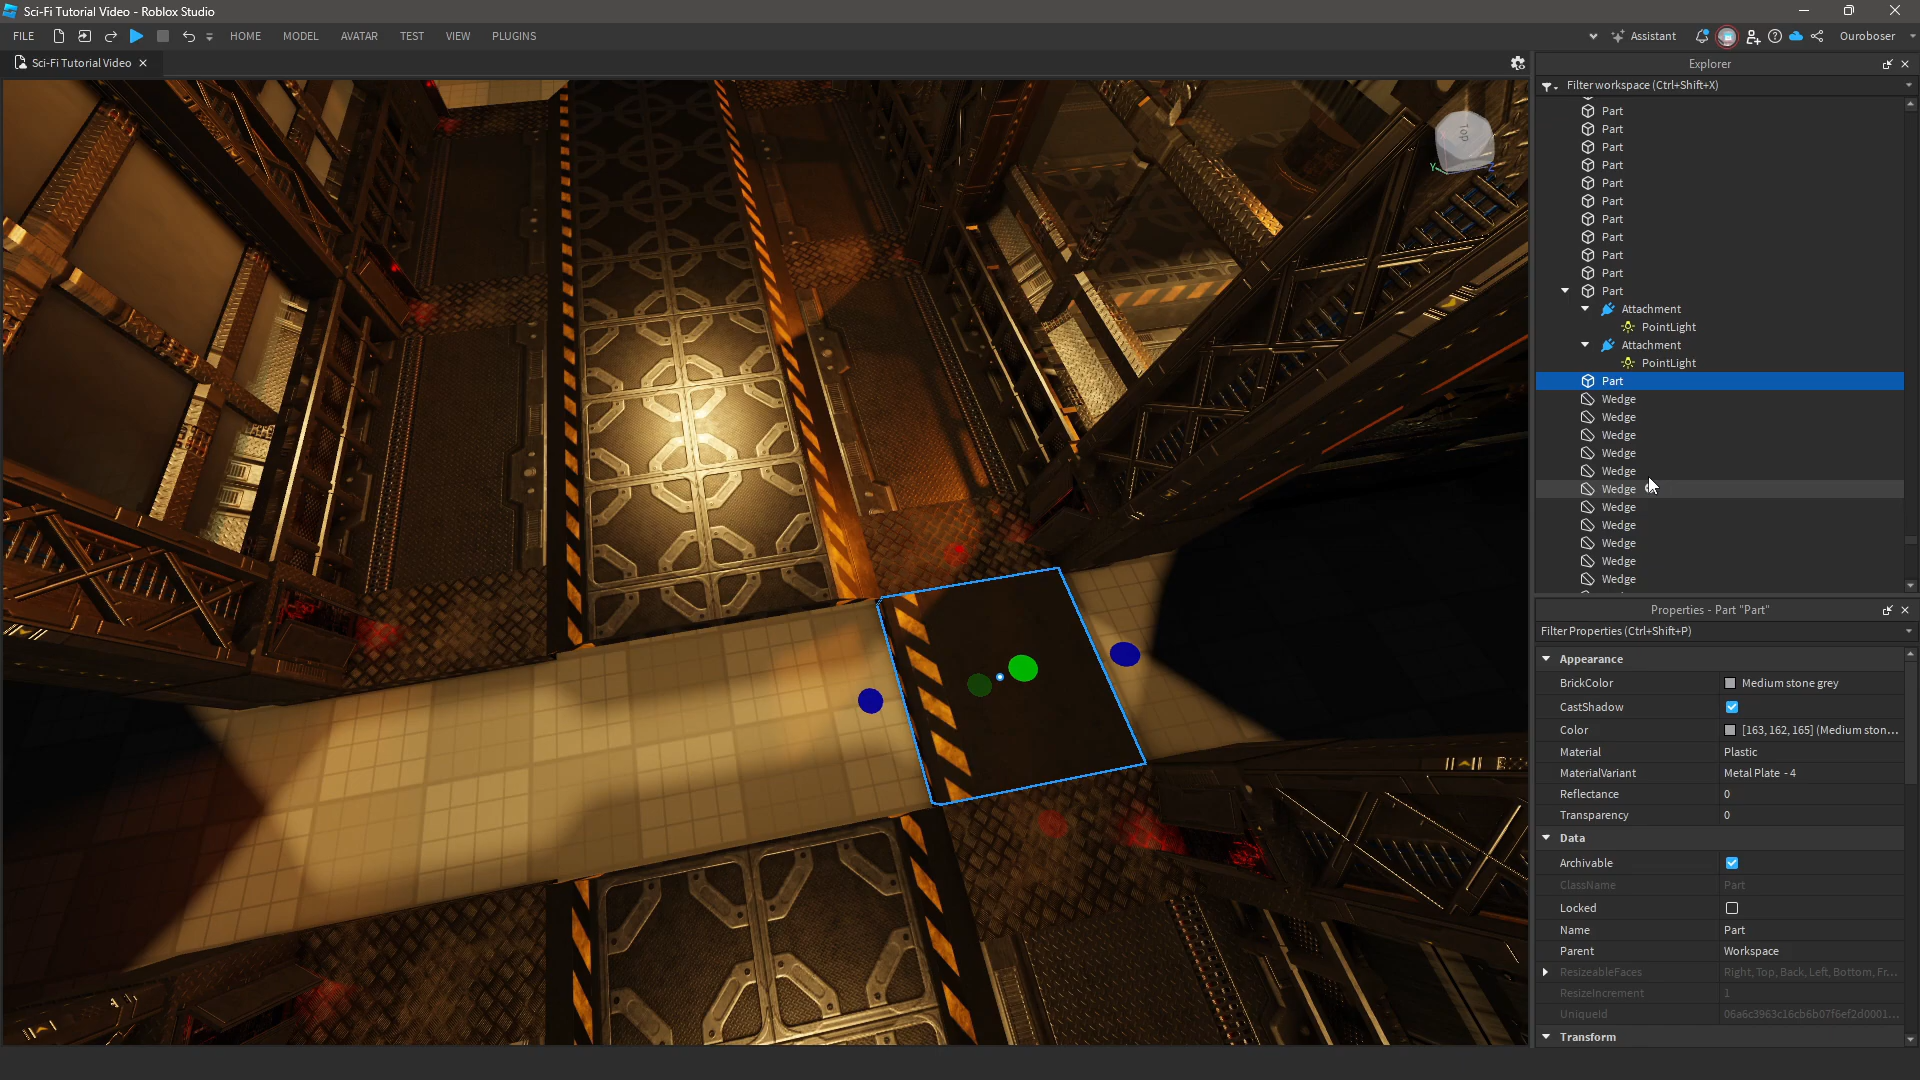 Sci-Fi Tutorial Video - Roblox Studio
FILE HOME MODEL AVATAR TEST VIEW PLUGINS Assistant Ouroboser
Sci-Fi Tutorial Video
Top
Y
Z
Explorer
Filter workspace (Ctrl+Shift+X)
Part
Part
Part
Part
Part
Part
Part
Part
Part
Part
Part
Attachment
PointLight
Attachment
PointLight
Part
Wedge
Wedge
Wedge
Wedge
Wedge
Wedge
Wedge
Wedge
Wedge
Wedge
Wedge
Properties - Part "Part"
Filter Properties (Ctrl+Shift+P)
Appearance
BrickColor Medium stone grey
CastShadow
Color [163, 162, 165] (Medium ston...
Material Plastic
MaterialVariant Metal Plate - 4
Reflectance 0
Transparency 0
Data
Archivable
ClassName Part
Locked
Name Part
Parent Workspace
ResizeableFaces Right, Top, Back, Left, Bottom, Fr...
ResizeIncrement 1
UniqueId 06a6c3963c16cb6b07f6ef2d0001...
Transform